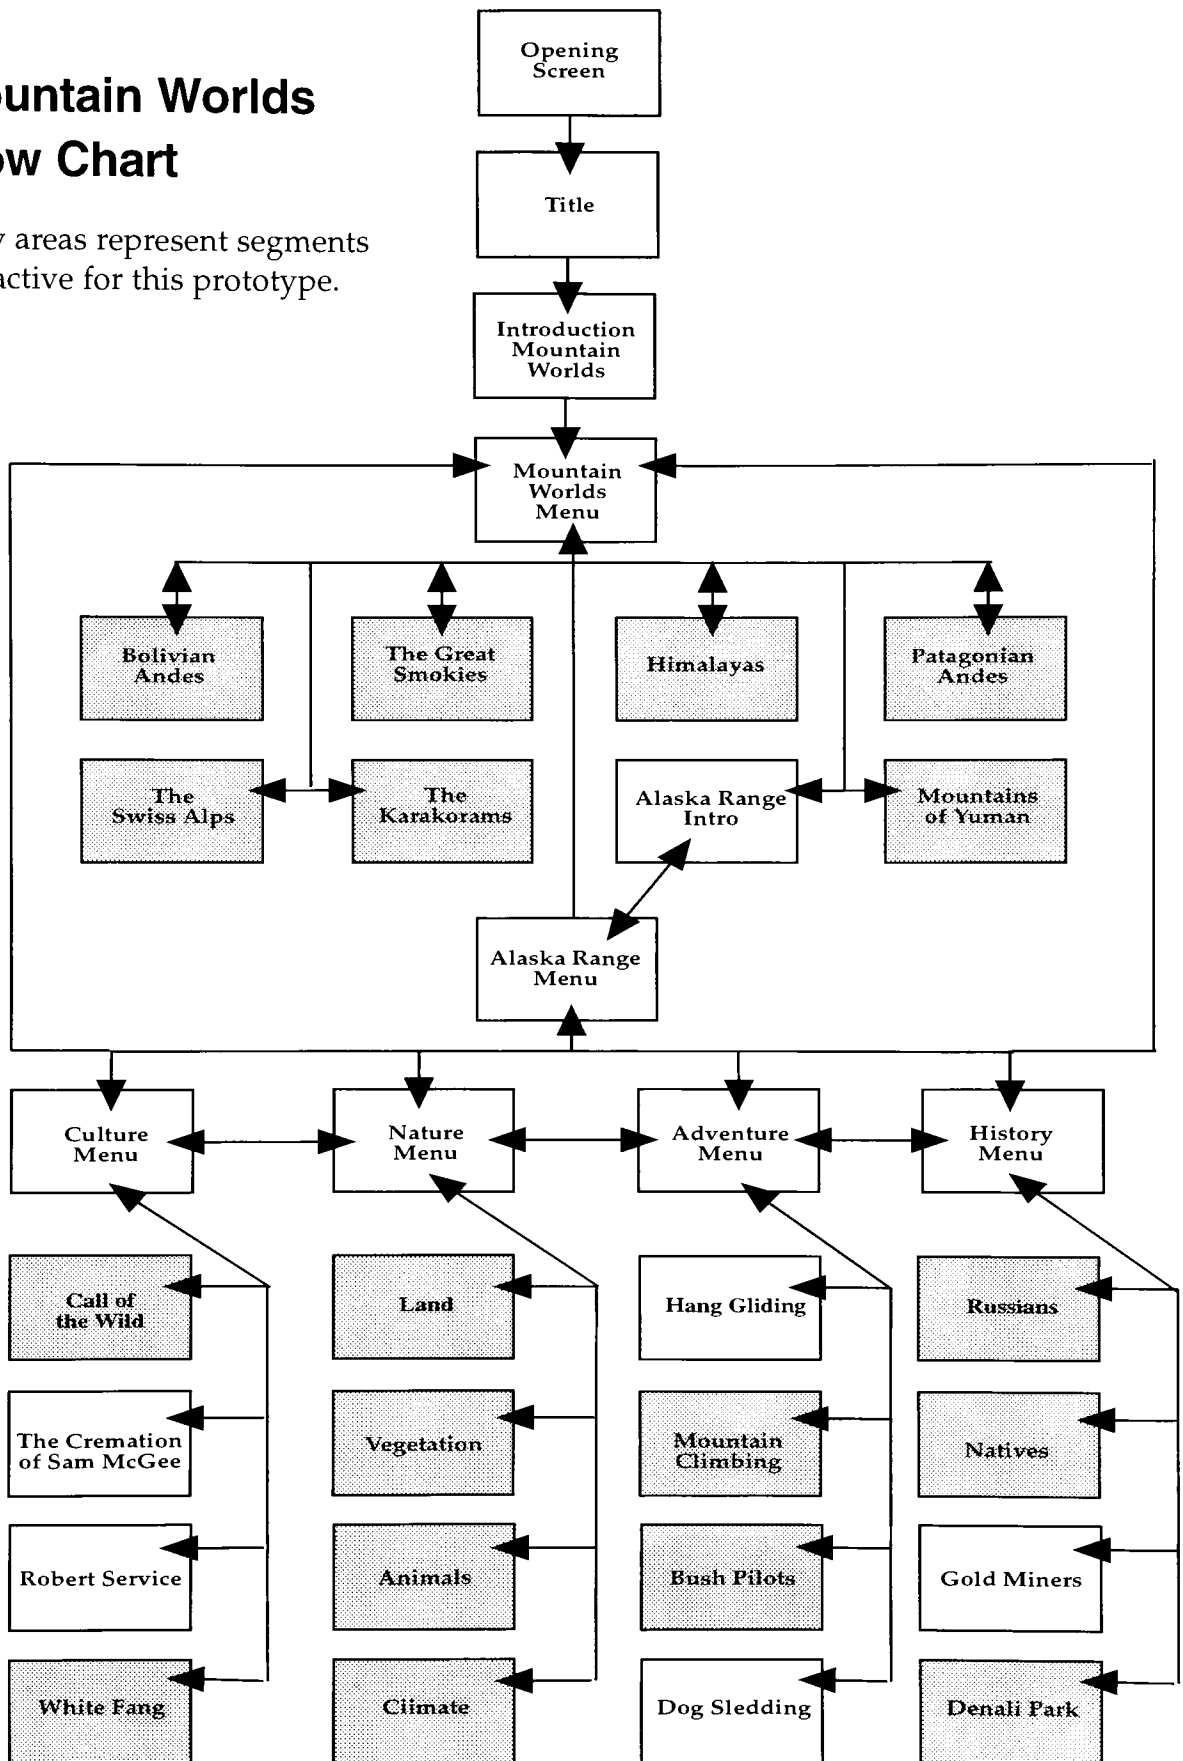 Opening
Screen
ountain Worlds
ow Chart
Title
y areas represent segments
active for this prototype.
Introduction
Mountain
Worlds
Mountain
Worlds
Menu
Bolivian
Andes
The Great
Smokies
Himalayas
Patagonian
Andes
The
Swiss Alps
The
Karakorams
Alaska Range
Intro
Mountains
of Yuman
Alaska Range
Menu
Culture
Menu
Nature
Menu
Adventure
Menu
History
Menu
Call of
the Wild
Land
Hang Gliding
Russians
The Cremation
of Sam McGee
Vegetation
Mountain
Climbing
Natives
Robert Service
Animals
Bush Pilots
Gold Miners
White Fang
Climate
Dog Sledding
Denali Park